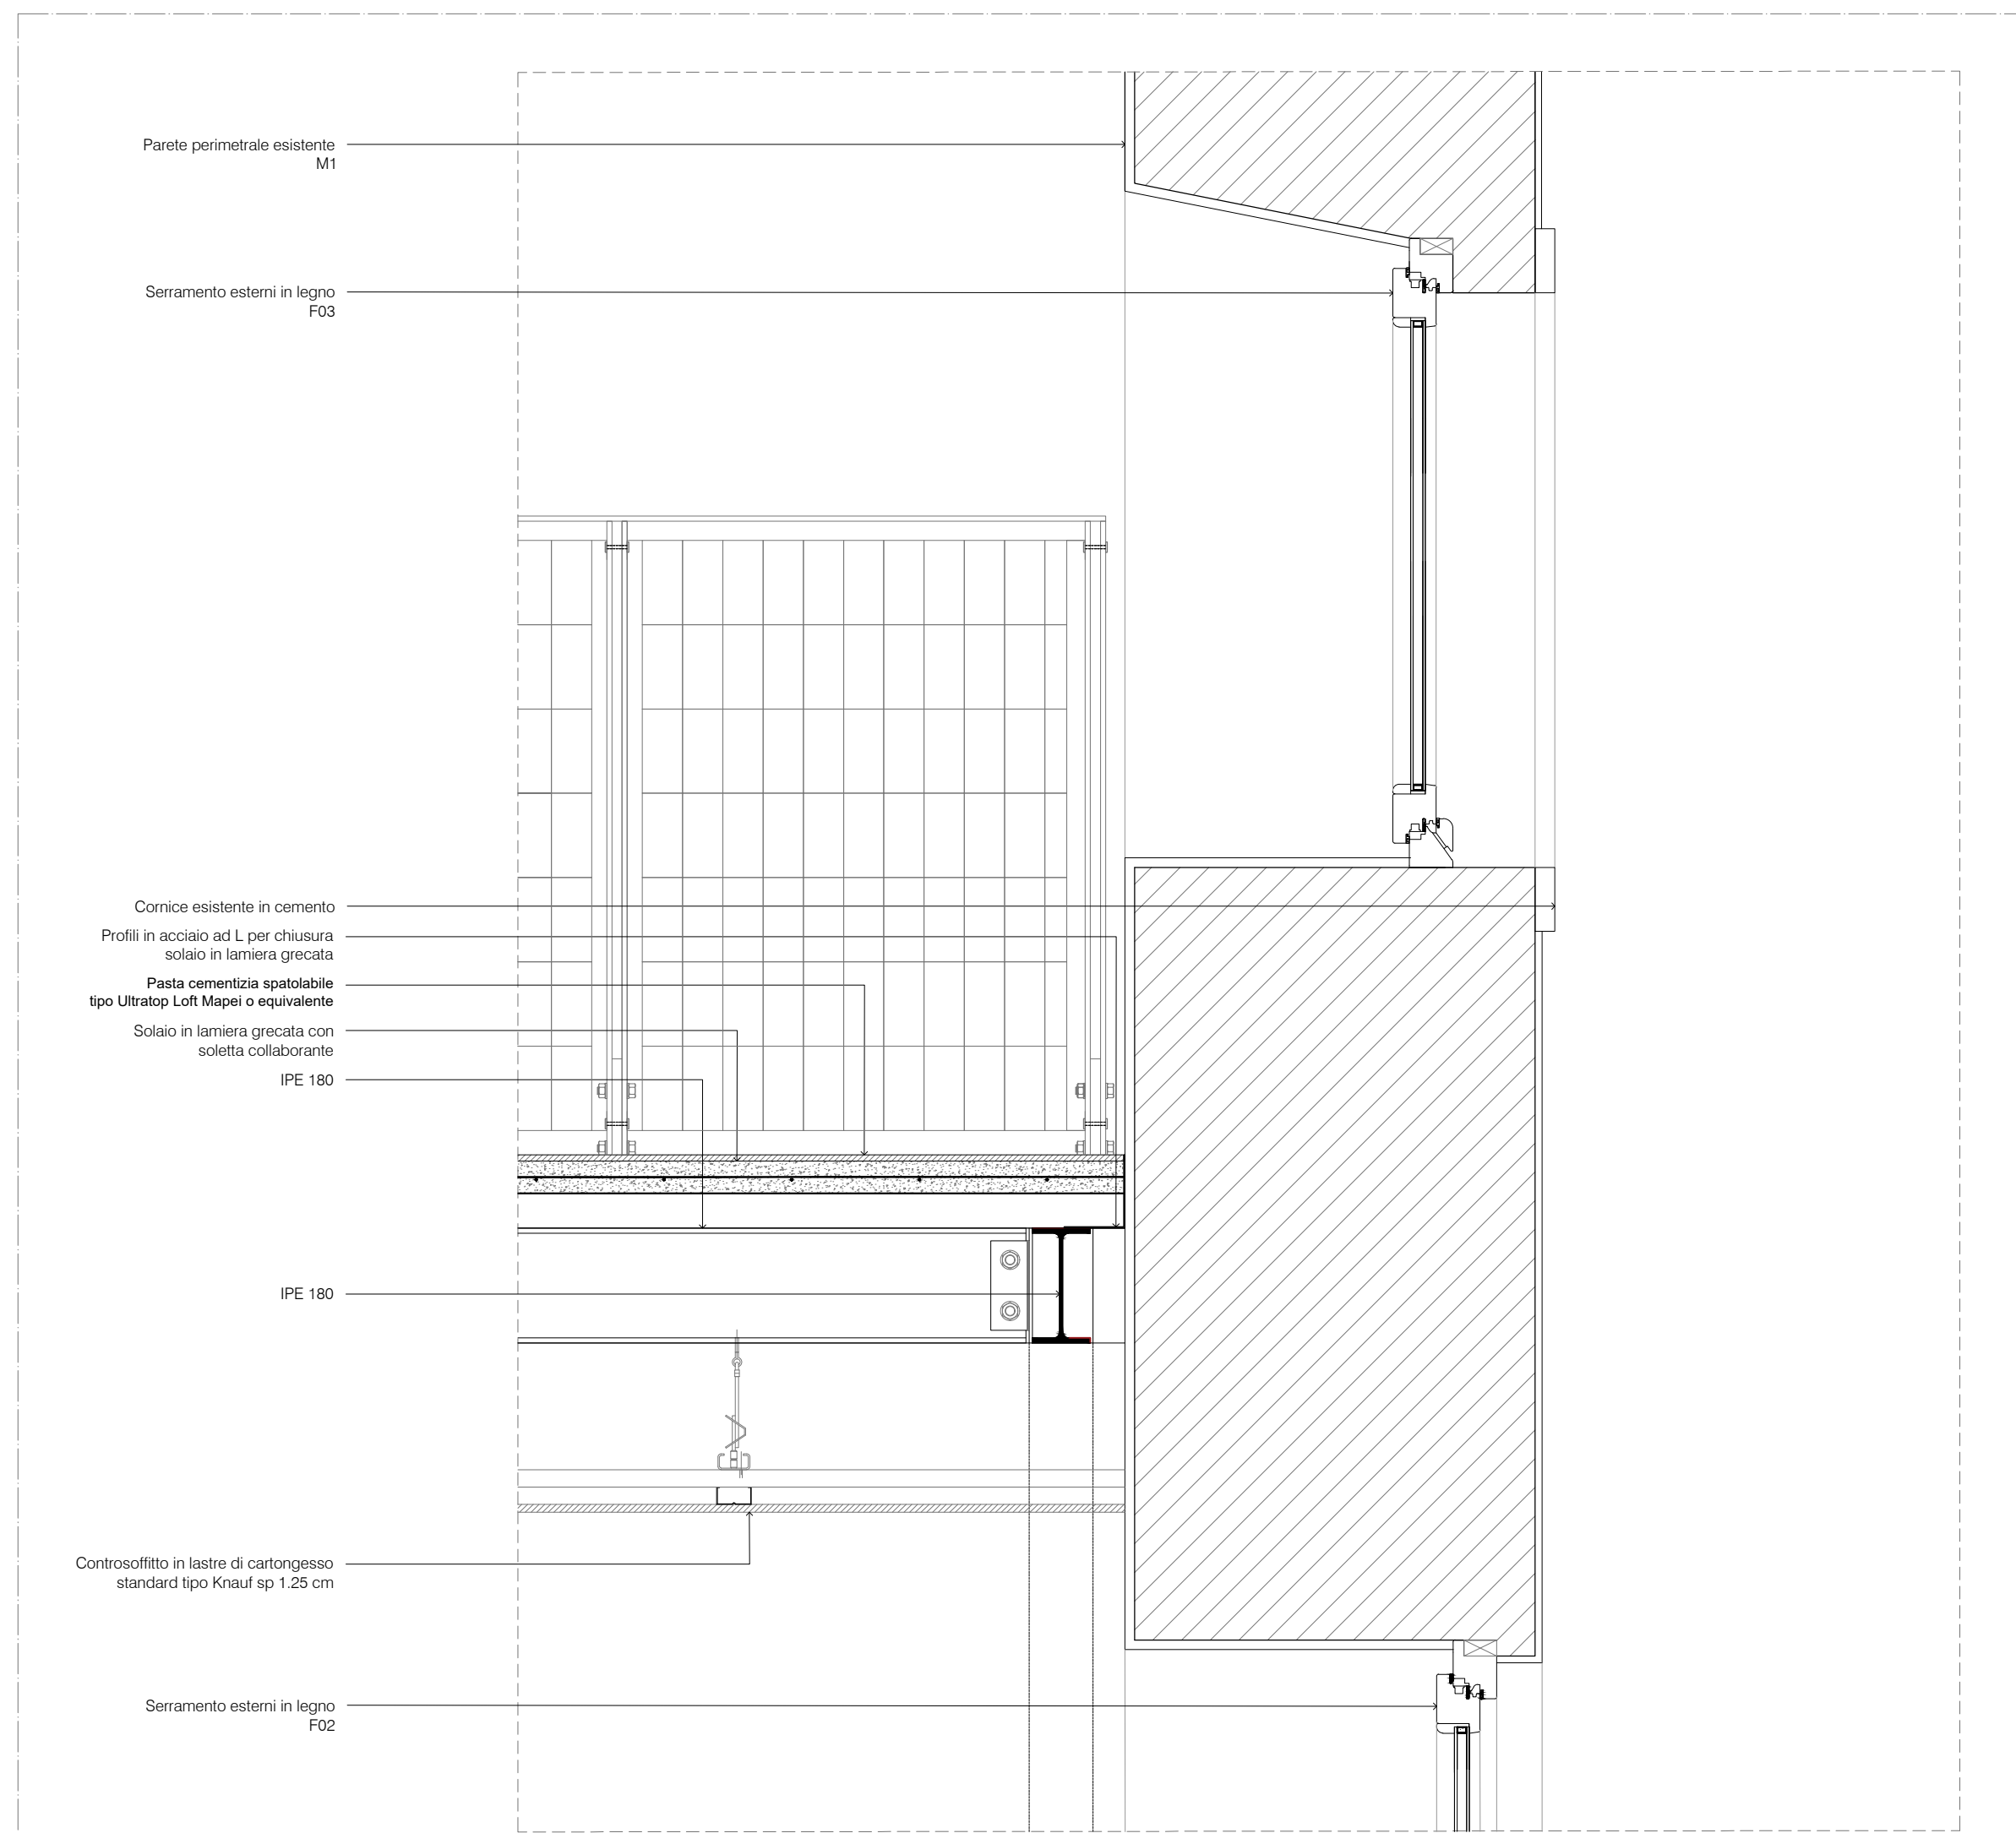 Parete perimetrale esistente
M1
Serramento esterni in legno
F03
Cornice esistente in cemento
Profili in acciaio ad L per chiusura
solaio in lamiera grecata
Pasta cementizia spatolabile
tipo Ultratop Loft Mapei o equivalente
Solaio in lamiera grecata con
soletta collaborante
IPE 180
IPE 180
Controsoffitto in lastre di cartongesso
standard tipo Knauf sp 1.25 cm
Serramento esterni in legno
F02